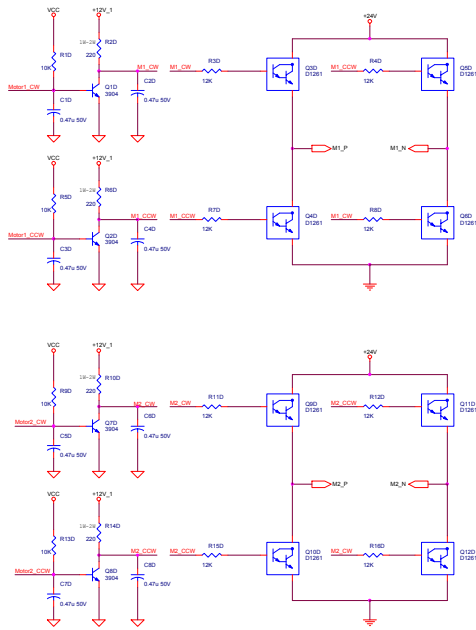 VCC
+12V_1
+24V
1W-2W
R2D
220
R1D
10K
M1_CW
M1_CW
R3D
12K
Q3D
D1261
M1_CCW
R4D
12K
Q5D
D1261
Motor1_CW
Q1D
3904
C2D
0.47u 50V
C1D
0.47u 50V
M1_P
M1_N
VCC
+12V_1
1W-2W
R6D
220
R5D
10K
M1_CCW
M1_CCW
R7D
12K
Q4D
D1261
M1_CW
R8D
12K
Q6D
D1261
Motor1_CCW
Q2D
3904
C4D
0.47u 50V
C3D
0.47u 50V
VCC
+12V_1
+24V
1W-2W
R10D
220
R9D
10K
M2_CW
M2_CW
R11D
12K
Q9D
D1261
M2_CCW
R12D
12K
Q11D
D1261
Motor2_CW
Q7D
3904
C6D
0.47u 50V
C5D
0.47u 50V
M2_P
M2_N
VCC
+12V_1
1W-2W
R14D
220
R13D
10K
M2_CCW
M2_CCW
R15D
12K
Q10D
D1261
M2_CW
R16D
12K
Q12D
D1261
Motor2_CCW
Q8D
3904
C8D
0.47u 50V
C7D
0.47u 50V